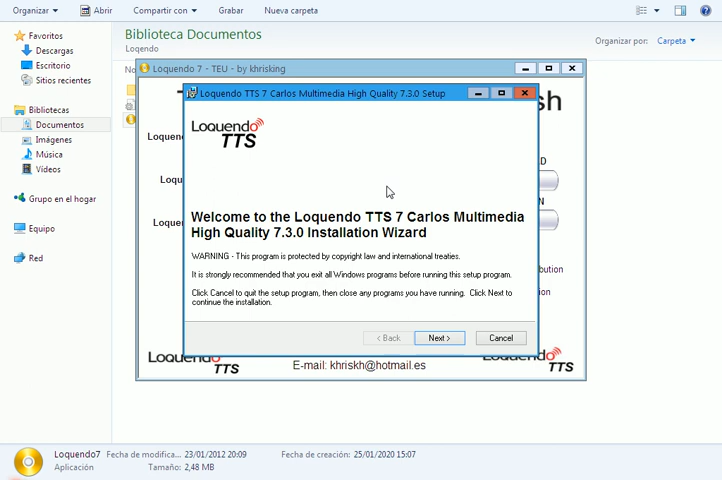 Organizar Abrir Compartir con Grabar Nueva carpeta
Favoritos
Descargas
Escritorio
Sitios recientes
Bibliotecas
Documentos
Imágenes
Música
Vídeos
Grupo en el hogar
Equipo
Red
Biblioteca Documentos
Loqendo
Organizar por: Carpeta
Loquendo 7 - TEU - by khrisking
Loquendo TTS 7 Carlos Multimedia High Quality 7.3.0 Setup
Loquendo
TTS
Welcome to the Loquendo TTS 7 Carlos Multimedia
High Quality 7.3.0 Installation Wizard
WARNING - This program is protected by copyright law and international treaties.
It is strongly recommended that you exit all Windows programs before running this setup program.
Click Cancel to quit the setup program, then close any programs you have running. Click Next to
continue the installation.
< Back Next > Cancel
TTS
E-mail: khriskh@hotmail.es
TTS
Loquendo7 Fecha de modifica... 23/01/2012 20:09 Fecha de creación: 25/01/2020 15:07
Aplicación Tamaño: 2,48 MB